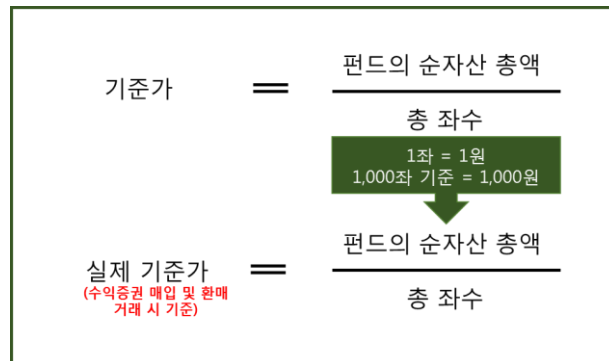 기준가 = 펀드의 순자산 총액
총 좌수
1좌 = 1원
1,000좌 기준 = 1,000원
실제 기준가 = 펀드의 순자산 총액
(수익증권 매입 및 환매
거래 시 기준)
총 좌수